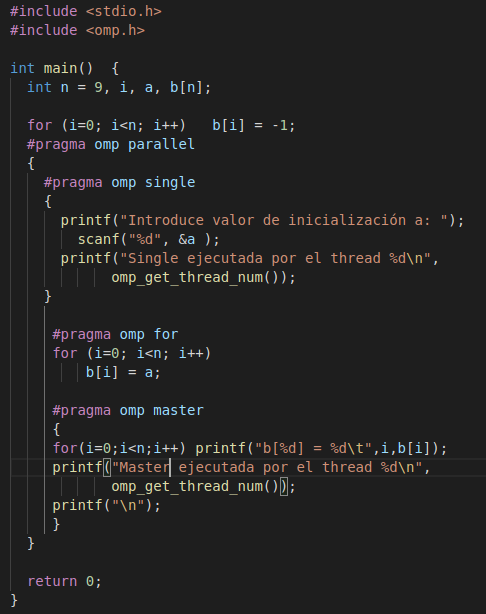 #include <stdio.h>
#include <omp.h>

int main()  {
  int n = 9, i, a, b[n];

  for (i=0; i<n; i++)   b[i] = -1;
  #pragma omp parallel
  {
    #pragma omp single
    {
      printf("Introduce valor de inicialización a: ");
        scanf("%d", &a );
      printf("Single ejecutada por el thread %d\n",
            omp_get_thread_num());
    }

     #pragma omp for
     for (i=0; i<n; i++)
         b[i] = a;

     #pragma omp master
     {
     for(i=0;i<n;i++) printf("b[%d] = %d\t",i,b[i]);
     printf("Master ejecutada por el thread %d\n",
            omp_get_thread_num());
     printf("\n");
     }
  }

  return 0;
}